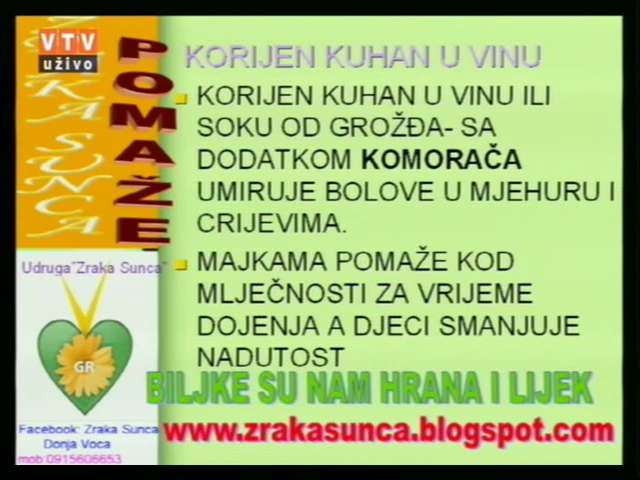 VTV
uživo
ZRAKA SUNCA
POMAŽE
KORIJEN KUHAN U VINU
KORIJEN KUHAN U VINU ILI
SOKU OD GROŽĐA- SA
DODATKOM KOMORAČA
UMIRUJE BOLOVE U MJEHURU I
CRIJEVIMA.
MAJKAMA POMAŽE KOD
MLJEČNOSTI ZA VRIJEME
DOJENJA A DJECI SMANJUJE
NADUTOST
Udruga"Zraka Sunca"
GR
BILJKE SU NAM HRANA I LIJEK
Facebook: Zraka Sunca
Donja Voca
mob:0915606653
www.zrakasunca.blogspot.com